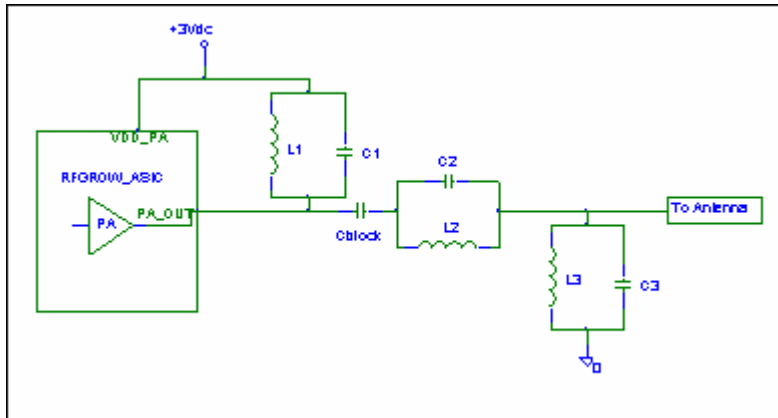 +3Vdc
VDD_PA
L1
C1
RFGROW_ASIC
PA
PA_OUT
Cblock
C2
L2
To Antenna
L3
C3
0